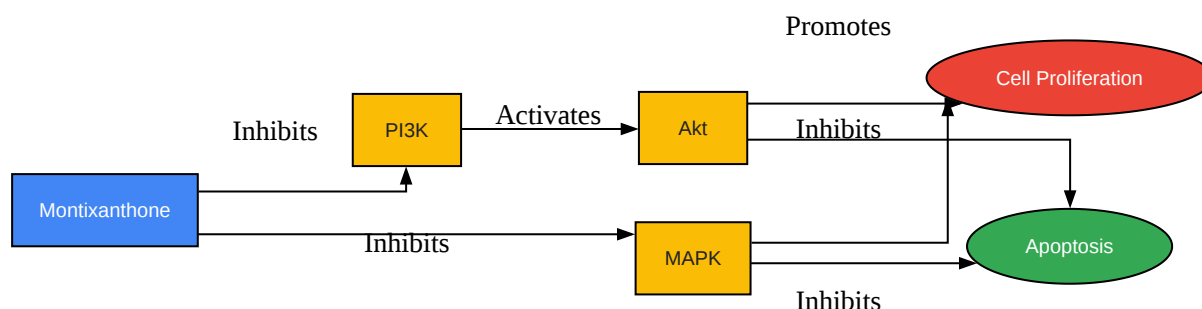 Promotes
Cell Proliferation
PI3K
Activates
Akt
Inhibits
Inhibits
Montixanthone
Inhibits
MAPK
Apoptosis
Inhibits